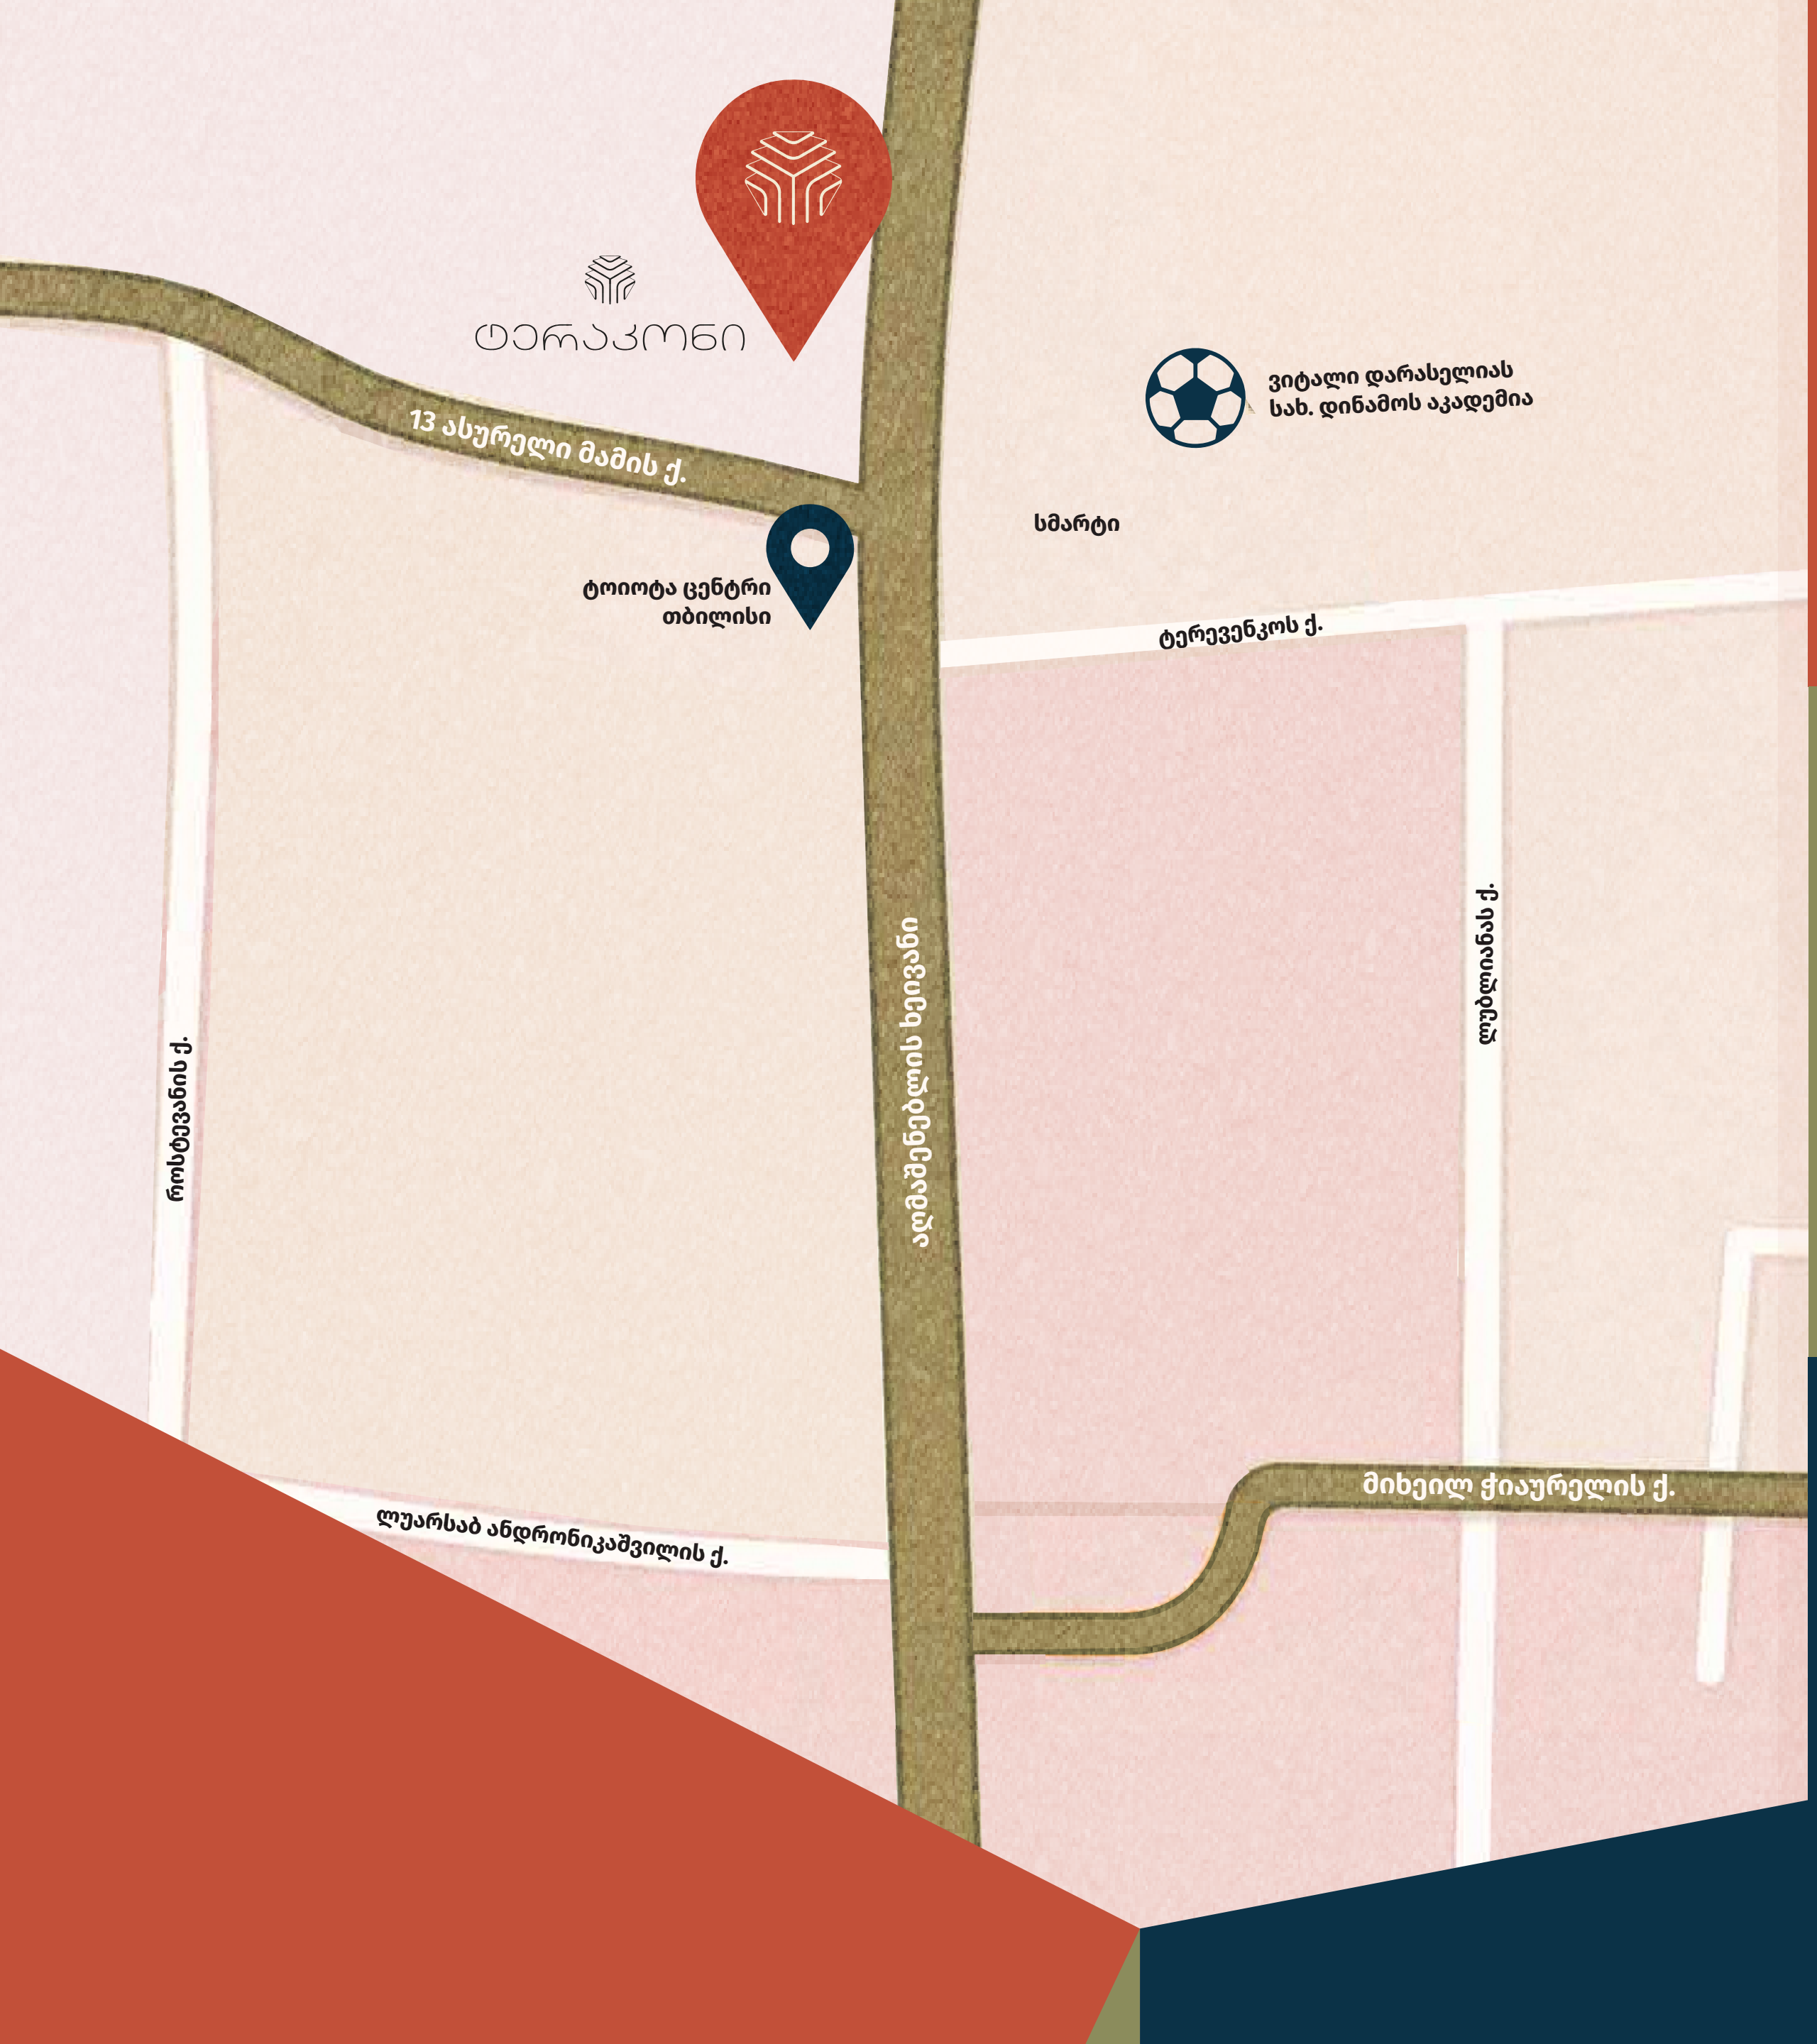 ტერაკონი
ვიტალი დარასელიას
სახ. დინამოს აკადემია
13 ასურელი მამის ქ.
სმარტი
ტოიოტა ცენტრი
თბილისი
ტერევენკოს ქ.
ლუბლიანას ქ.
აღმაშენებლის ხეივანი
როსტევანის ქ.
მიხეილ ჭიაურელის ქ.
ლუარსაბ ანდრონიკაშვილის ქ.